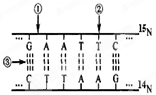 ① ②
... ... ¹⁵N
G A A T T C
③
C T T A A G
... ... ¹⁴N